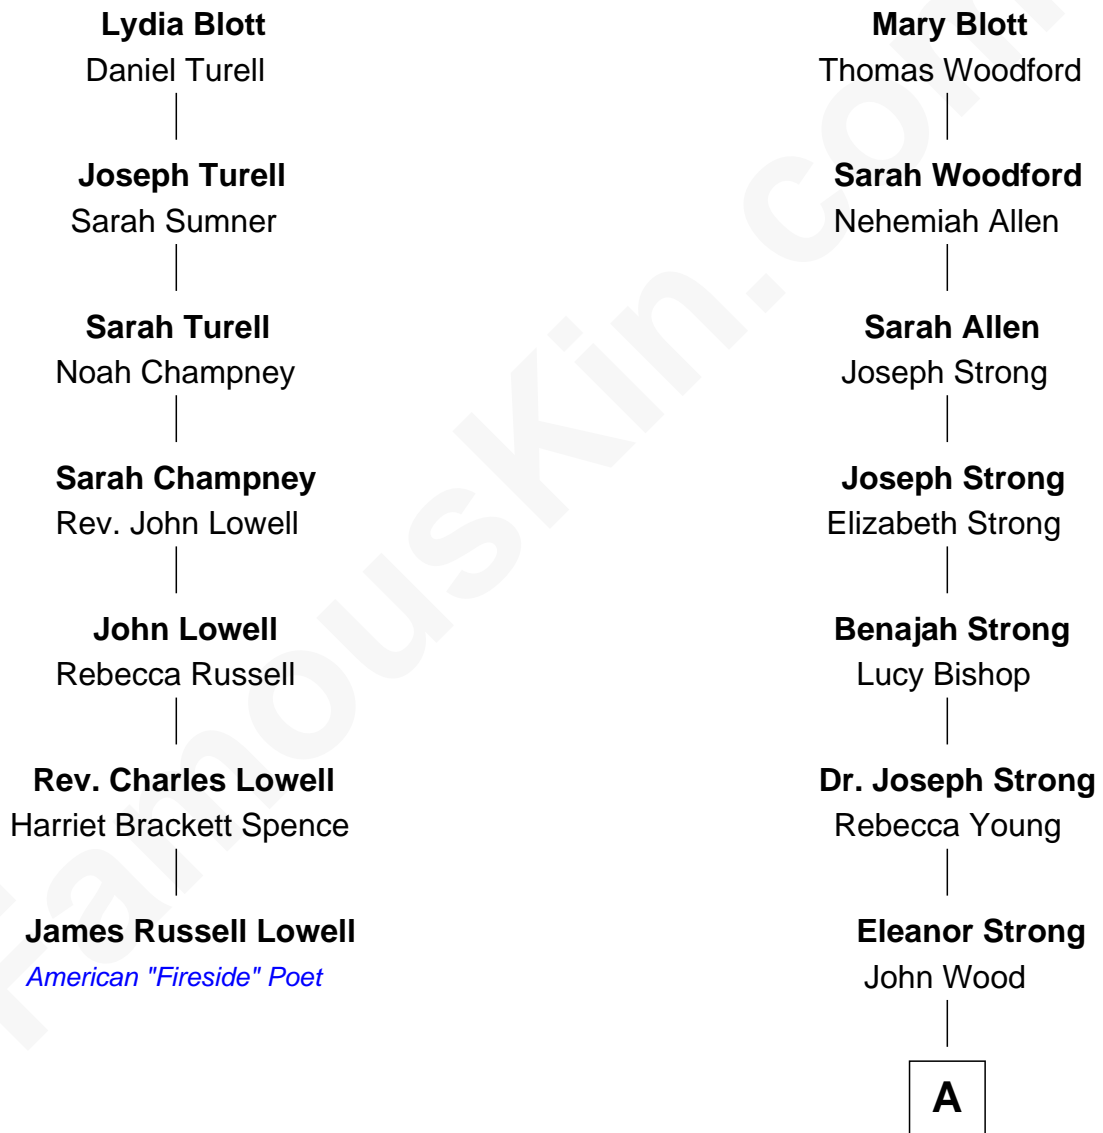 Lydia Blott
Daniel Turell
Joseph Turell
Sarah Sumner
Sarah Turell
Noah Champney
Sarah Champney
Rev. John Lowell
John Lowell
Rebecca Russell
Rev. Charles Lowell
Harriet Brackett Spence
James Russell Lowell
American "Fireside" Poet
Mary Blott
Thomas Woodford
Sarah Woodford
Nehemiah Allen
Sarah Allen
Joseph Strong
Joseph Strong
Elizabeth Strong
Benajah Strong
Lucy Bishop
Dr. Joseph Strong
Rebecca Young
Eleanor Strong
John Wood
A
FamousKin.com